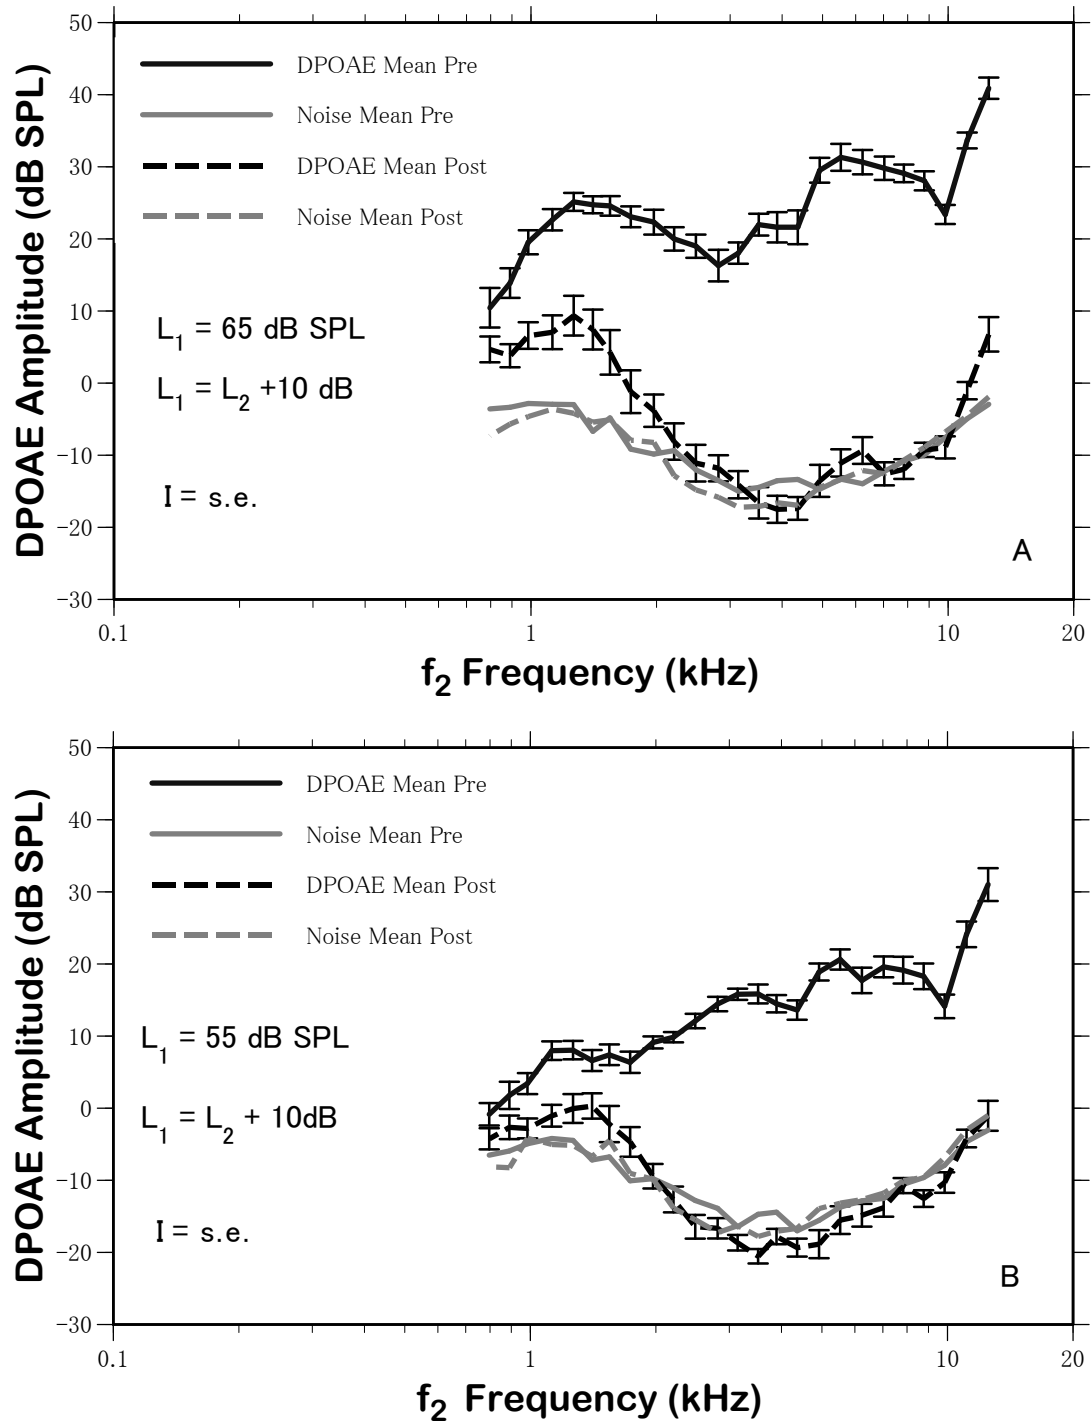 50
40
30
20
10
0
−10
−20
−30
DPOAE Amplitude (dB SPL)
DPOAE Mean Pre
Noise Mean Pre
DPOAE Mean Post
Noise Mean Post
L1 = 65 dB SPL
L1 = L2 +10 dB
I = s.e.
A
0.1 1 10 20
f2 Frequency (kHz)
50
40
30
20
10
0
−10
−20
−30
DPOAE Amplitude (dB SPL)
DPOAE Mean Pre
Noise Mean Pre
DPOAE Mean Post
Noise Mean Post
L1 = 55 dB SPL
L1 = L2 + 10dB
I = s.e.
B
0.1 1 10 20
f2 Frequency (kHz)